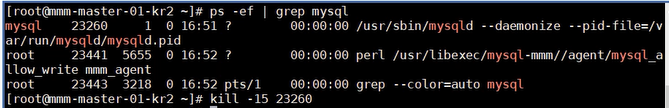 [root@mmm-master-01-kr2 ~]# ps -ef | grep mysql
mysql    23260     1  0 16:51 ?        00:00:00 /usr/sbin/mysqld --daemonize --pid-file=/v
ar/run/mysqld/mysqld.pid
root     23441  5655  0 16:52 ?        00:00:00 perl /usr/libexec/mysql-mmm//agent/mysql_a
llow_write mmm_agent
root     23443  3218  0 16:52 pts/1    00:00:00 grep --color=auto mysql
[root@mmm-master-01-kr2 ~]# kill -15 23260